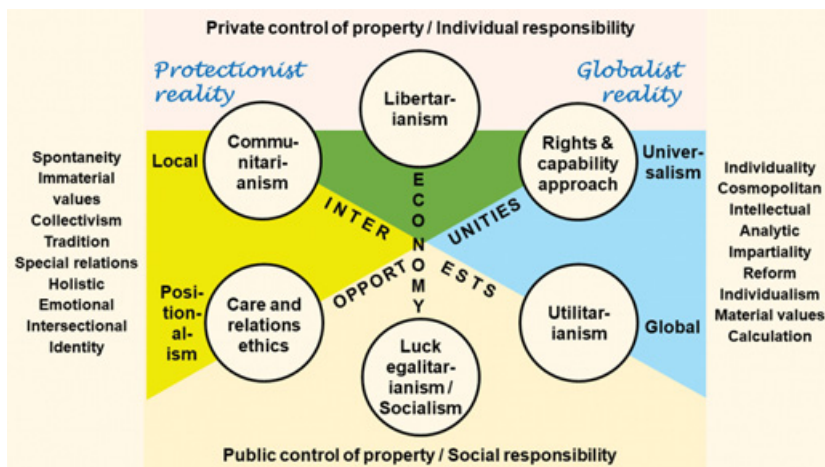 Private control of property / Individual responsibility
Protectionist
reality
Globalist
reality
Libertar-
ianism
Commu-
nitari-
anism
Rights &
capability
approach
Local
Univer-
salism
Spontaneity
Immaterial
values
Collectivism
Tradition
Special relations
Holistic
Emotional
Intersectional
Identity
Individuality
Cosmopolitan
Intellectual
Analytic
Impartiality
Reform
Individualism
Material values
Calculation
ECONOMY
INTER
ESTS
OPPORT
UNITIES
Posi-
tion-
al-
ism
Care and
relations
ethics
Utilitar-
ianism
Global
Luck
egalitar-
ianism /
Socialism
Public control of property / Social responsibility